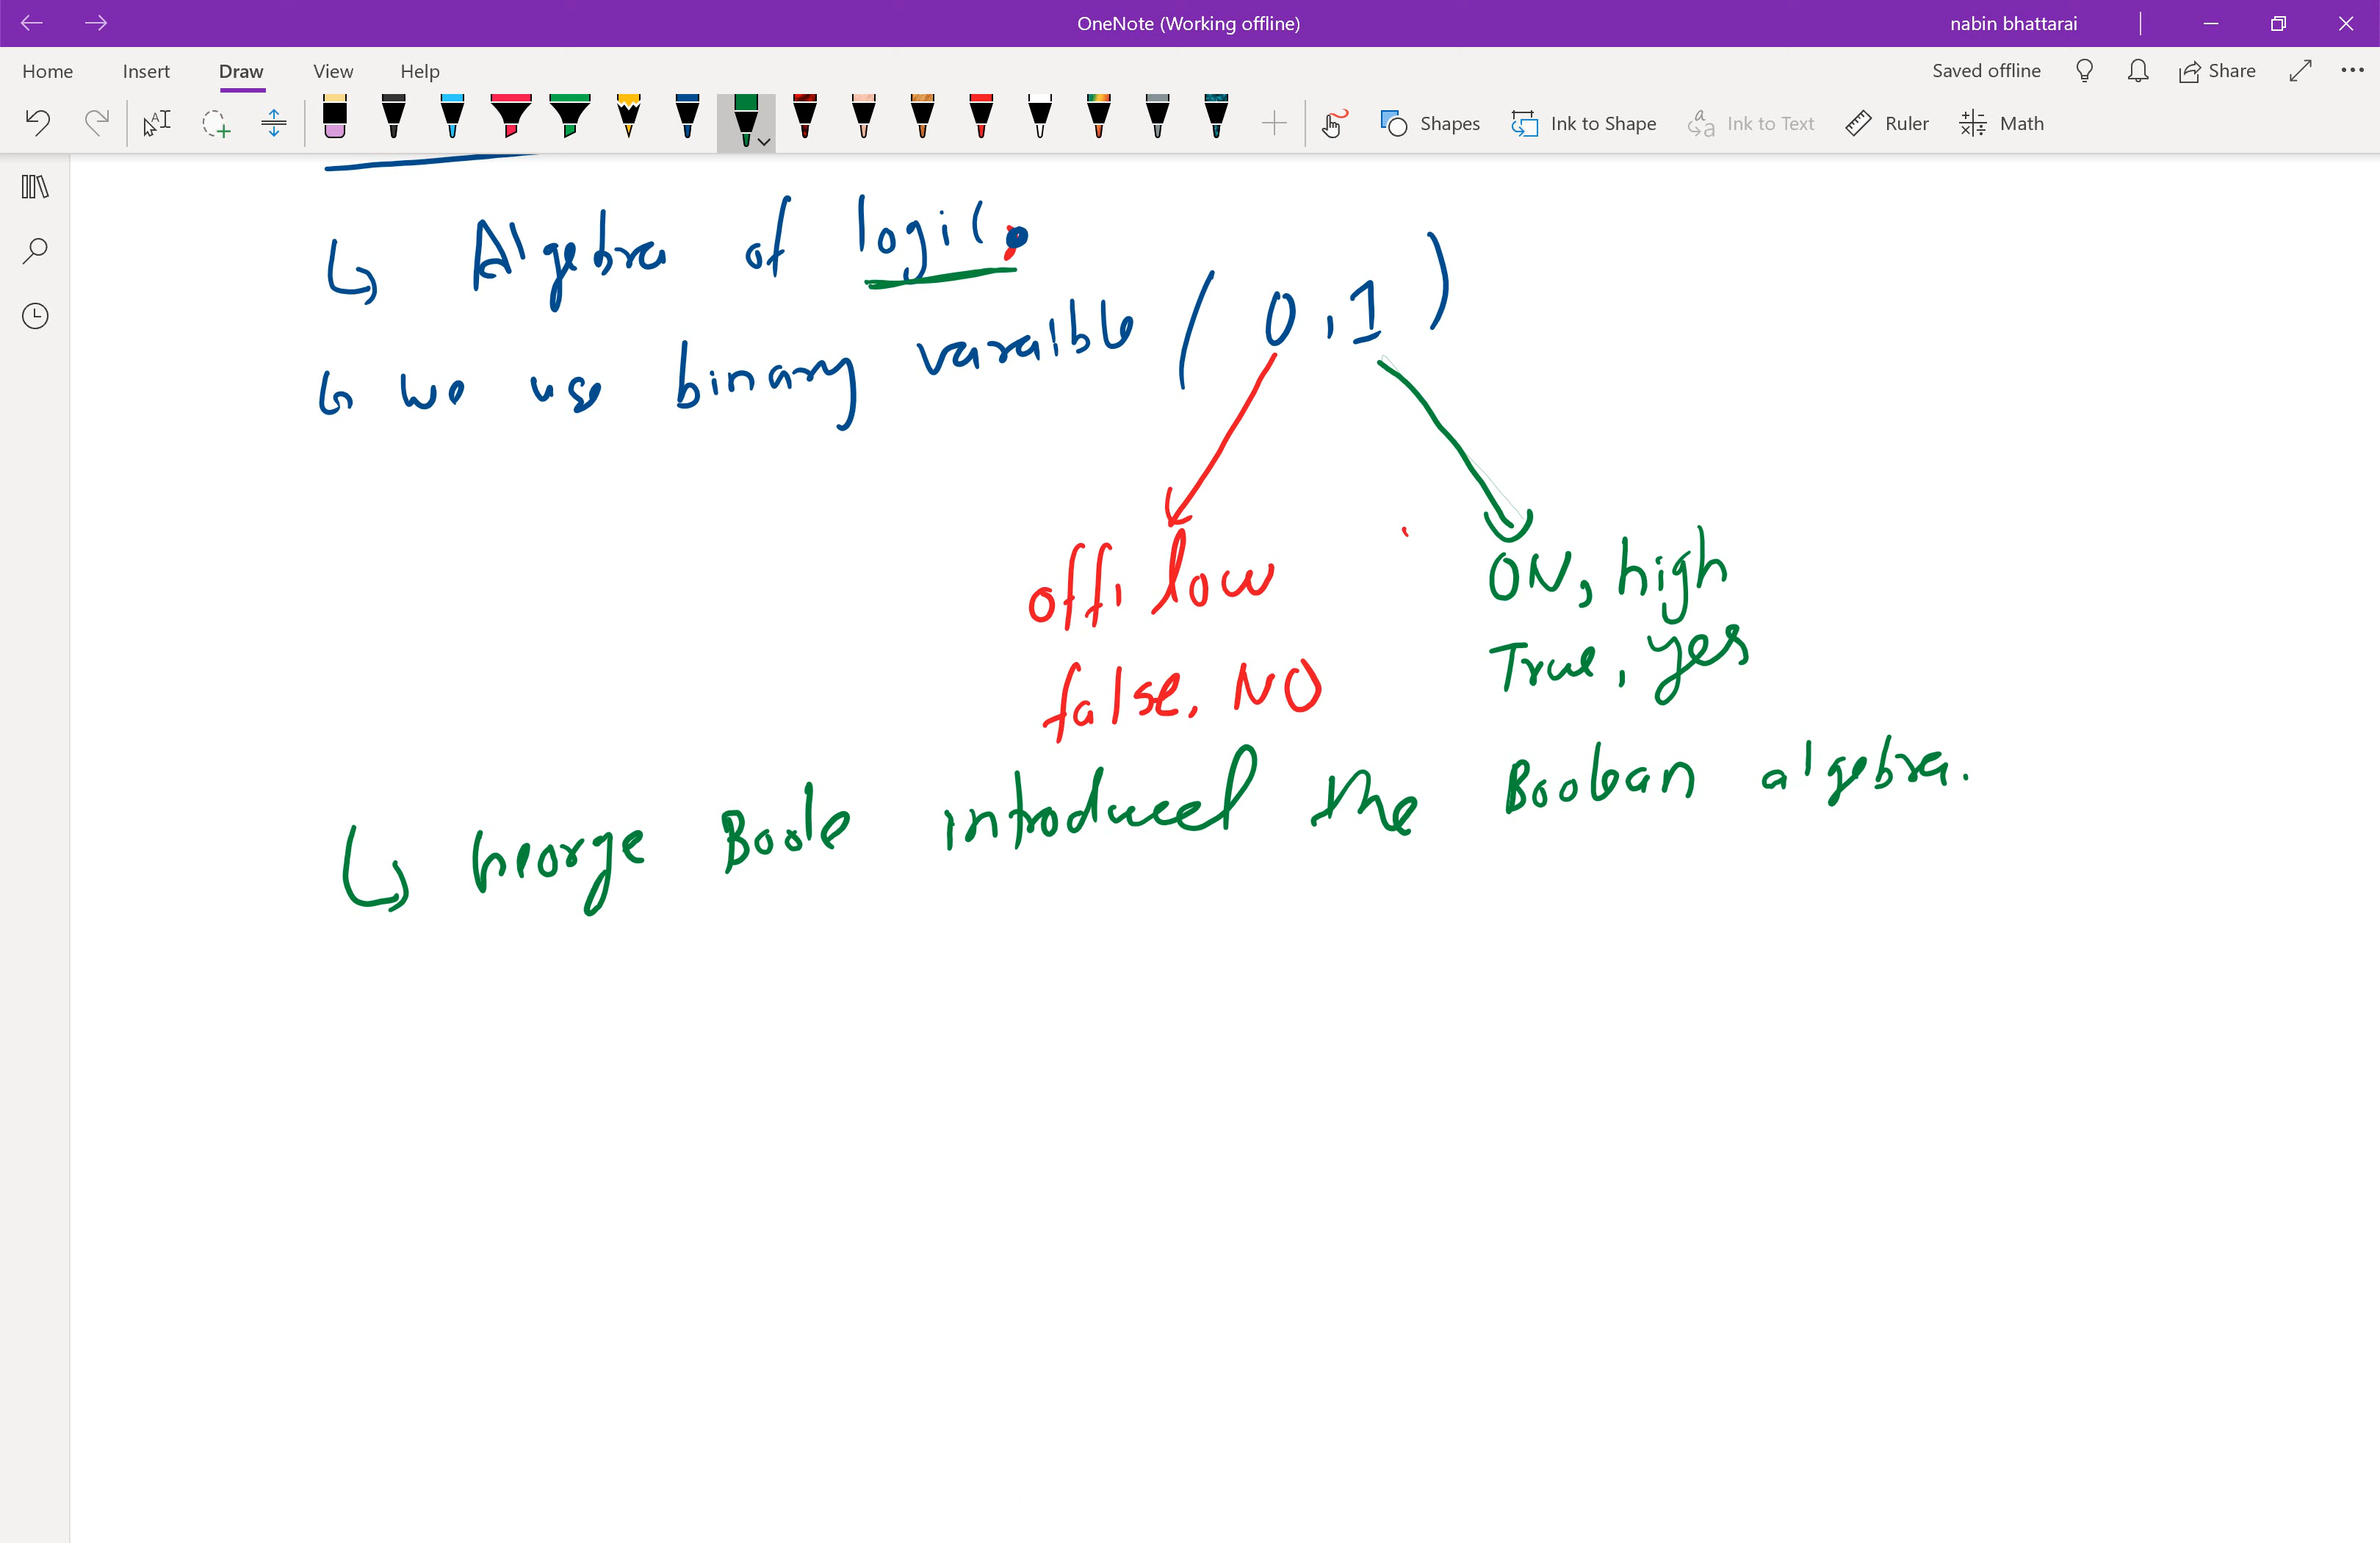 OneNote (Working offline) nabin bhattarai
Home Insert Draw View Help Saved offline Share
Shapes Ink to Shape Ink to Text Ruler Math
Algebra of logic.
we use binary varaible ( 0,1 )
off, low ON, high
false, NO True, yes
George Boole introduced the Boolean algebra.